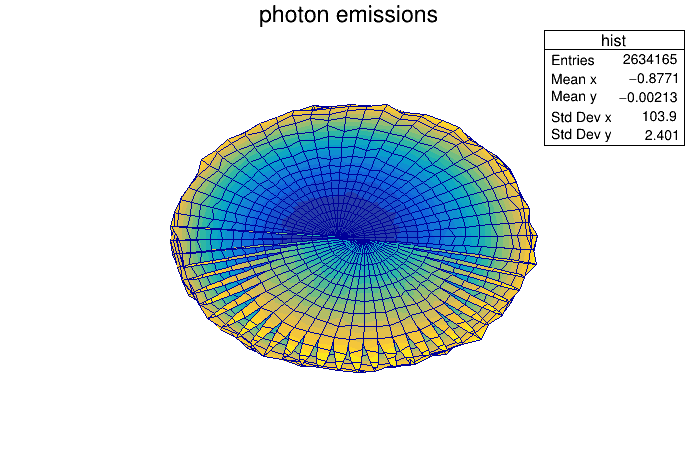 photon emissions
hist
Entries 2634165
Mean x −0.8771
Mean y −0.00213
Std Dev x 103.9
Std Dev y 2.401